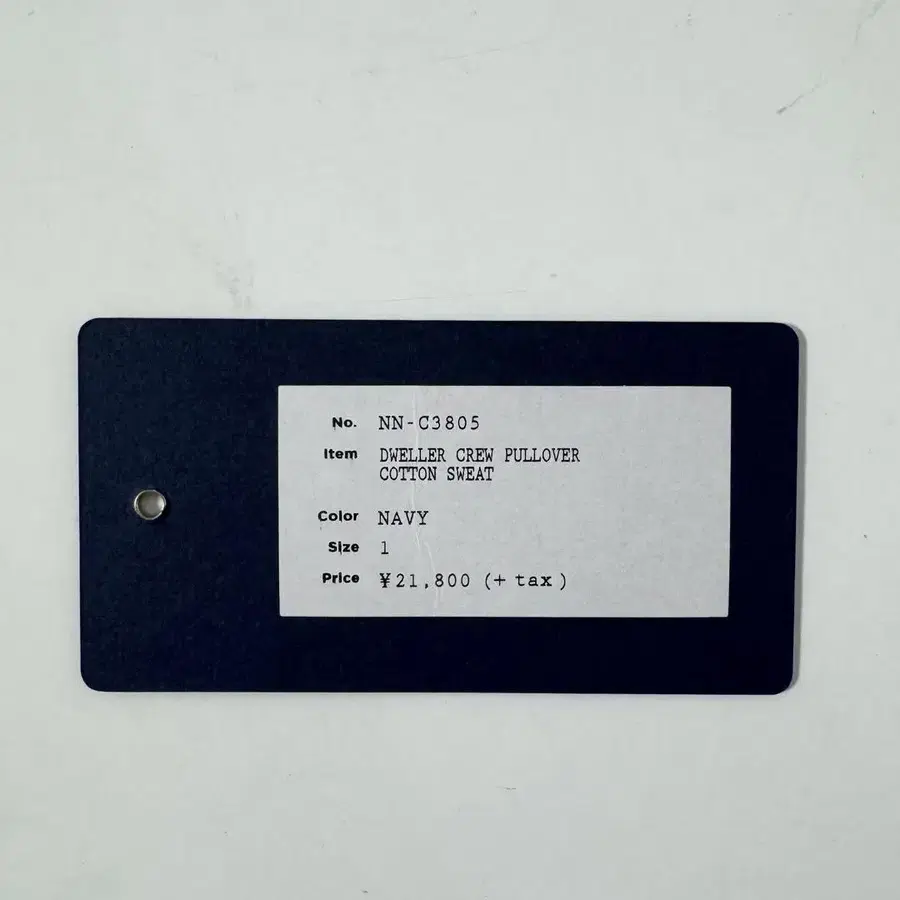 No. NN-C3805
Item DWELLER CREW PULLOVER
COTTON SWEAT
Color NAVY
Size 1
Price ¥21,800 (+tax)